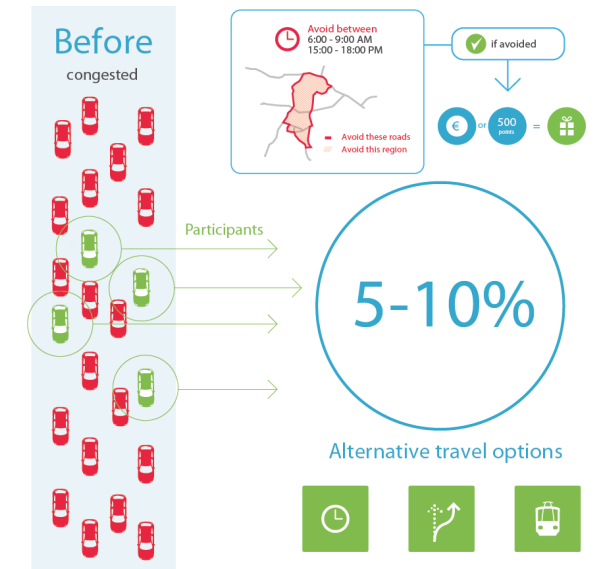 Before
congested
Avoid between
6:00 - 9:00 AM
15:00 - 18:00 PM
Avoid these roads
Avoid this region
if avoided
€
or
500
points
=
Participants
5-10%
Alternative travel options